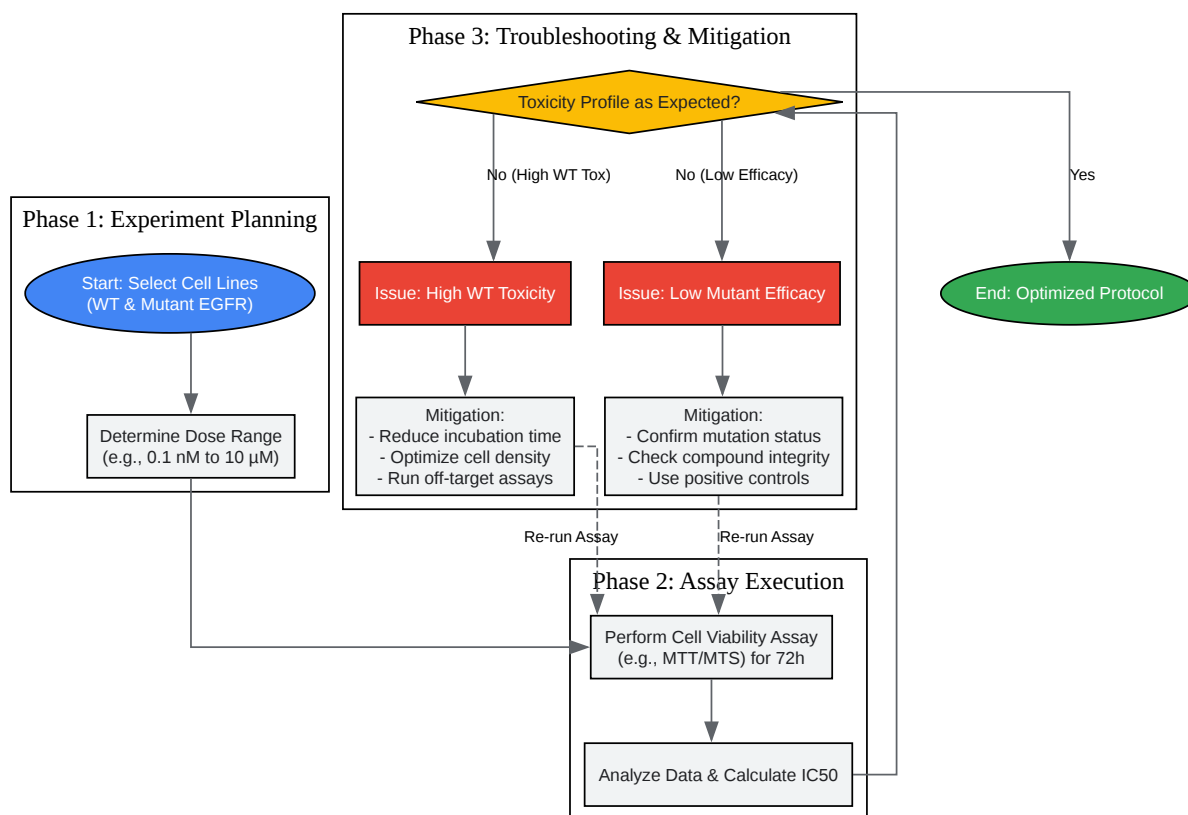 Phase 3: Troubleshooting & Mitigation
Toxicity Profile as Expected?
No (High WT Tox)
No (Low Efficacy)
Yes
Phase 1: Experiment Planning
Start: Select Cell Lines
(WT & Mutant EGFR)
Issue: High WT Toxicity
Issue: Low Mutant Efficacy
End: Optimized Protocol
Determine Dose Range
(e.g., 0.1 nM to 10 µM)
Mitigation:
- Reduce incubation time
- Optimize cell density
- Run off-target assays
Mitigation:
- Confirm mutation status
- Check compound integrity
- Use positive controls
Re-run Assay
Re-run Assay
Phase 2: Assay Execution
Perform Cell Viability Assay
(e.g., MTT/MTS) for 72h
Analyze Data & Calculate IC50